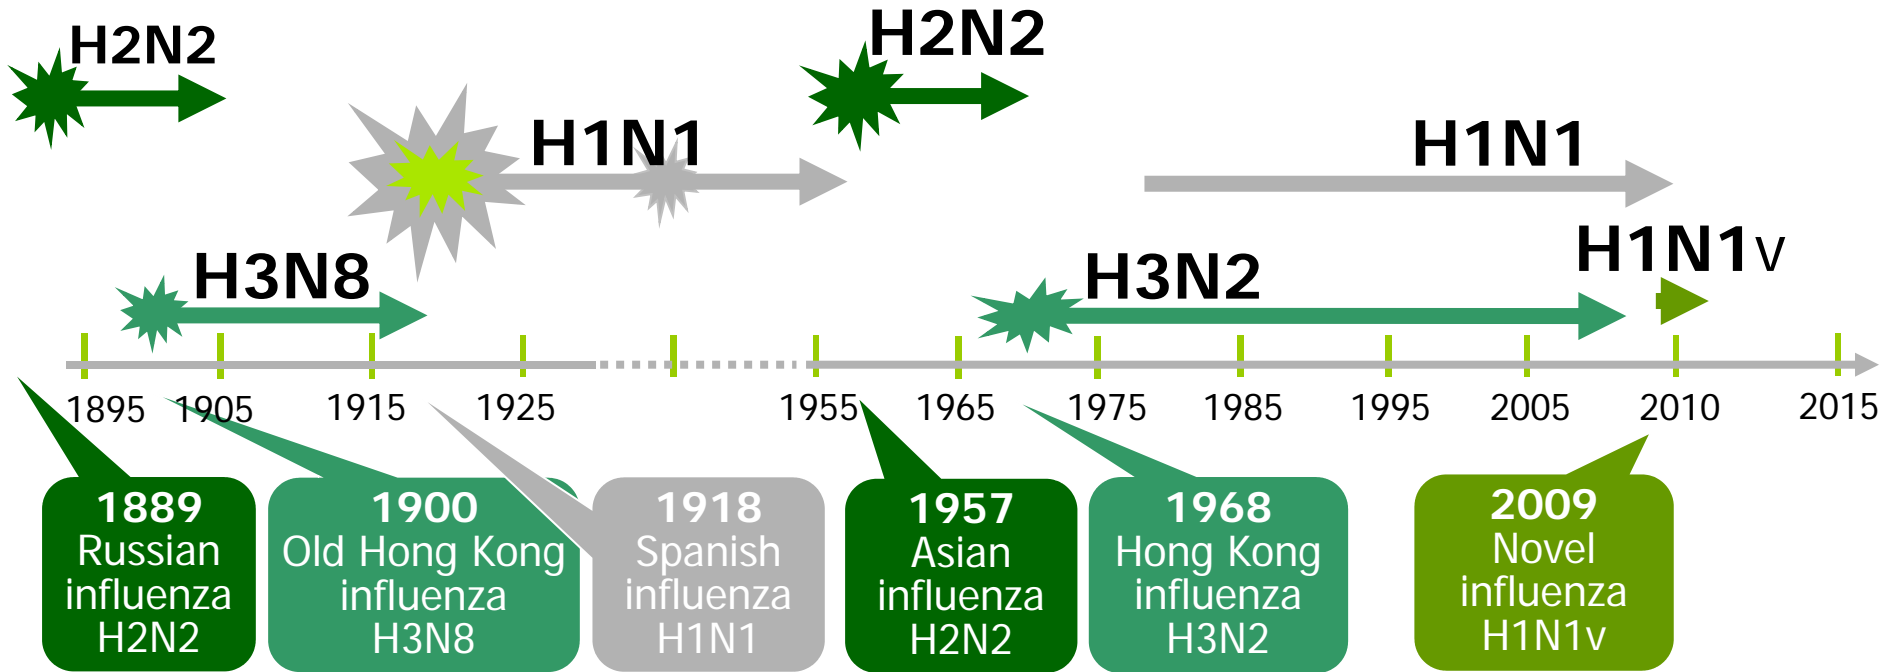 H2N2
H2N2
H1N1
H1N1
H3N8
H3N2
H1N1v
1895 1905 1915 1925 1955 1965 1975 1985 1995 2005 2010 2015
1889
Russian
influenza
H2N2
1900
Old Hong Kong
influenza
H3N8
1918
Spanish
influenza
H1N1
1957
Asian
influenza
H2N2
1968
Hong Kong
influenza
H3N2
2009
Novel
influenza
H1N1v